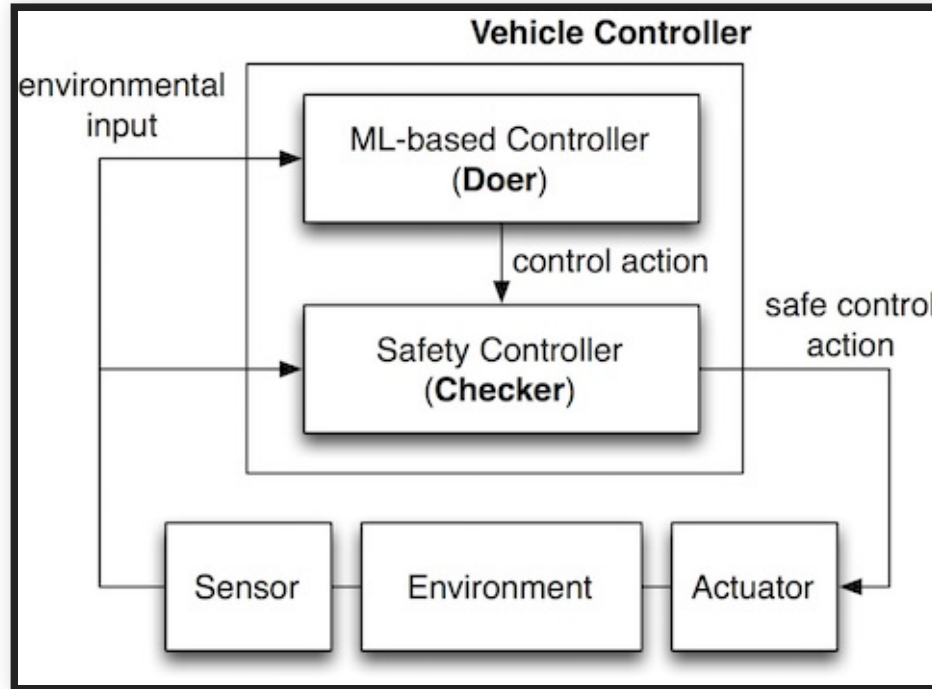 Vehicle Controller
environmental
input
ML-based Controller
(Doer)
control action
safe control
action
Safety Controller
(Checker)
Sensor
Environment
Actuator